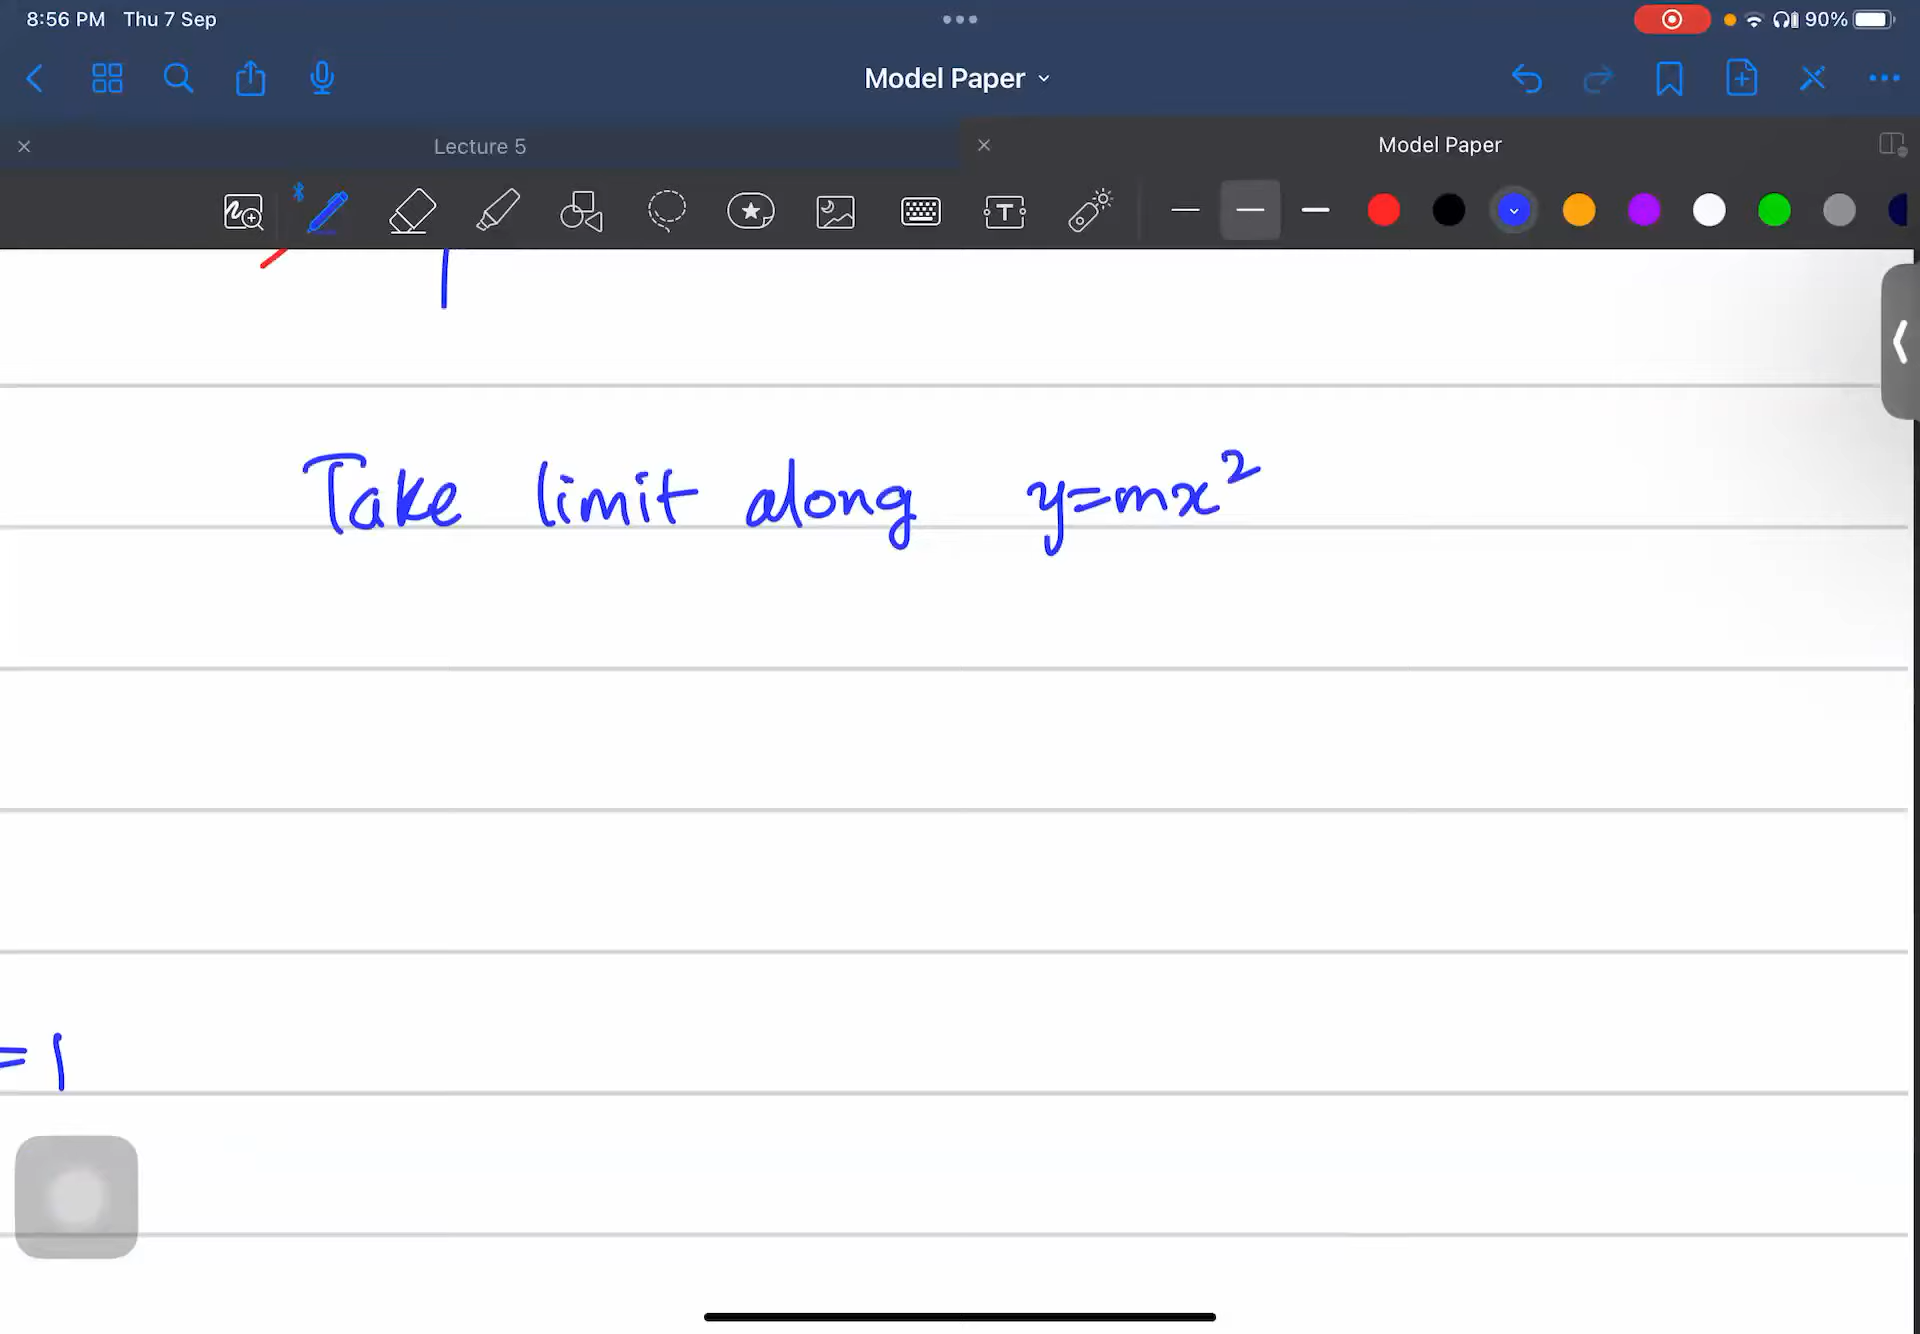 8:56 PM Thu 7 Sep 90%
Model Paper
Lecture 5 Model Paper
Take limit along y=mx²
= 1